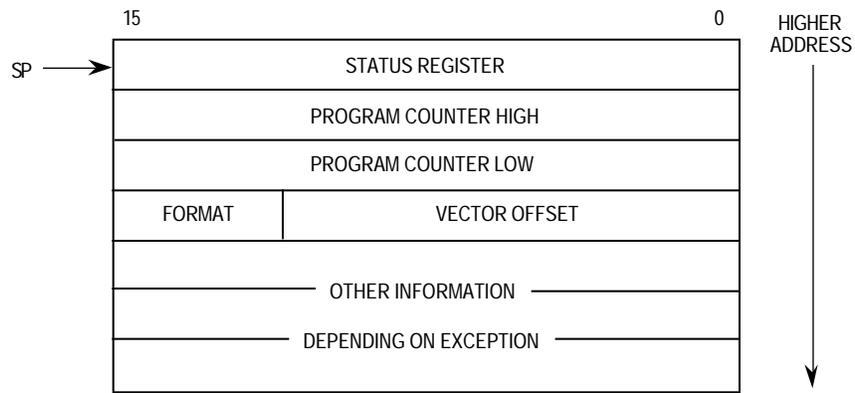 15 0
HIGHER
ADDRESS
SP
STATUS REGISTER
PROGRAM COUNTER HIGH
PROGRAM COUNTER LOW
FORMAT VECTOR OFFSET
OTHER INFORMATION
DEPENDING ON EXCEPTION